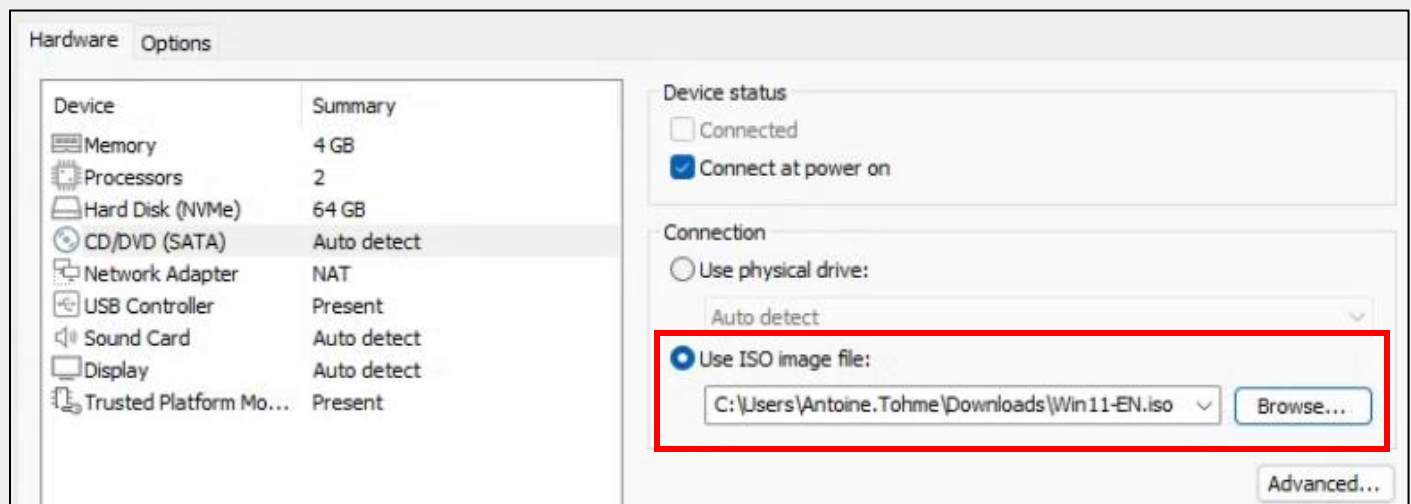 Hardware Options
Device Summary
Memory 4 GB
Processors 2
Hard Disk (NVMe) 64 GB
CD/DVD (SATA) Auto detect
Network Adapter NAT
USB Controller Present
Sound Card Auto detect
Display Auto detect
Trusted Platform Mo... Present
Device status
Connected
Connect at power on
Connection
Use physical drive:
Auto detect
Use ISO image file:
C:\Users\Antoine.Tohme\Downloads\Win11-EN.iso Browse...
Advanced...